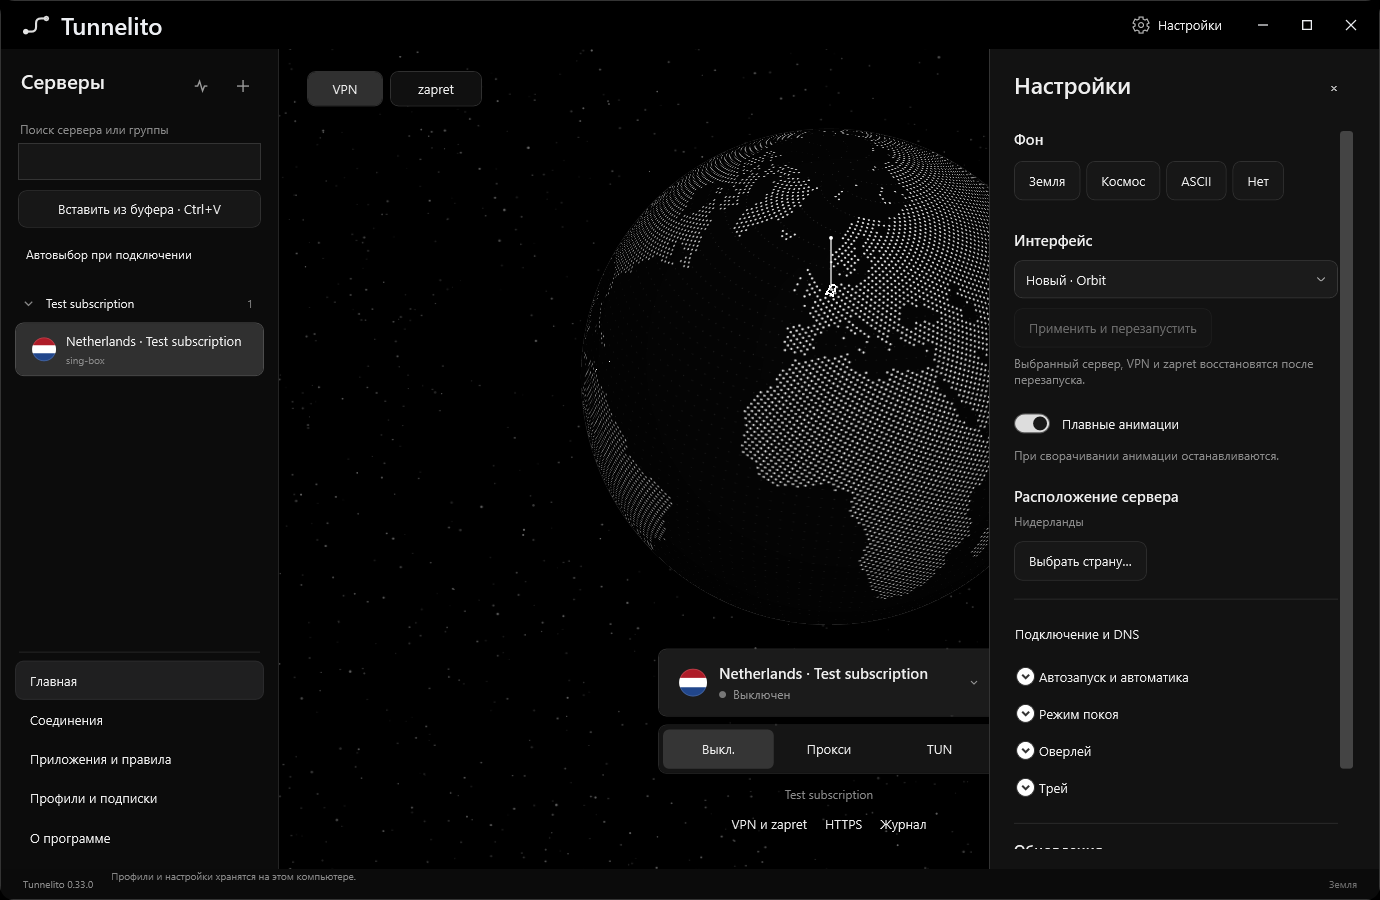 Tunnelito
Настройки
Серверы
Поиск сервера или группы
Вставить из буфера · Ctrl+V
Автовыбор при подключении
Test subscription 1
Netherlands · Test subscription
sing-box
Главная
Соединения
Приложения и правила
Профили и подписки
О программе
VPN zapret
Netherlands · Test subscription
Выключен
Выкл. Прокси TUN
Test subscription
VPN и zapret HTTPS Журнал
Настройки
Фон
Земля Космос ASCII Нет
Интерфейс
Новый · Orbit
Применить и перезапустить
Выбранный сервер, VPN и zapret восстановятся после
перезапуска.
Плавные анимации
При сворачивании анимации останавливаются.
Расположение сервера
Нидерланды
Выбрать страну...
Подключение и DNS
Автозапуск и автоматика
Режим покоя
Оверлей
Трей
Tunnelito 0.33.0 Профили и настройки хранятся на этом компьютере.
Земля